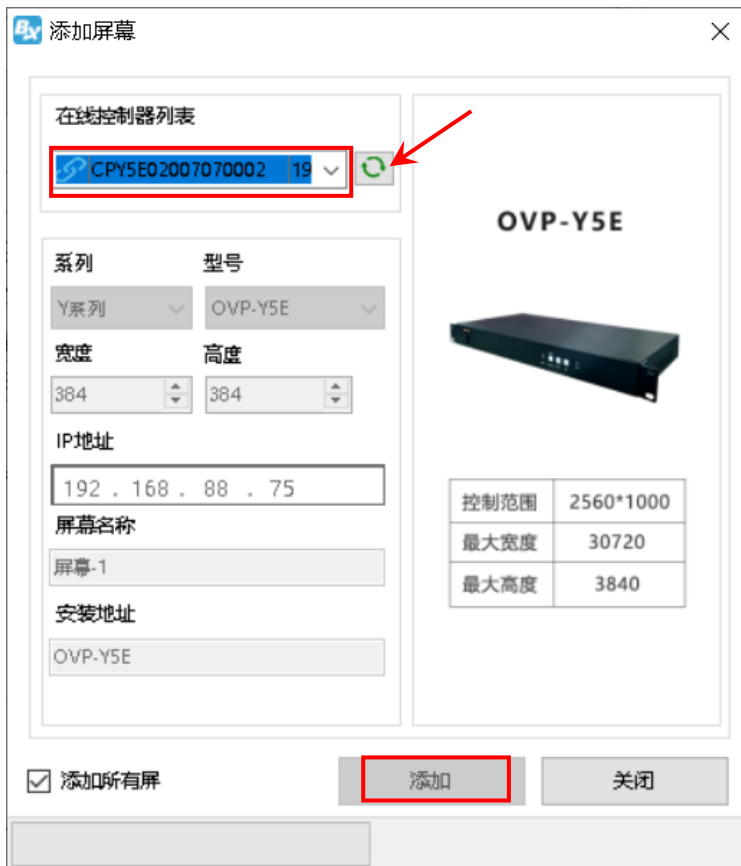 BX 添加屏幕
在线控制器列表
CPY5E02007070002 19
OVP-Y5E
系列 型号
Y系列 OVP-Y5E
宽度 高度
384 384
IP地址
192 . 168 . 88 . 75
屏幕名称
屏幕-1
安装地址
OVP-Y5E
控制范围 2560*1000
最大宽度 30720
最大高度 3840
添加所有屏 添加 关闭